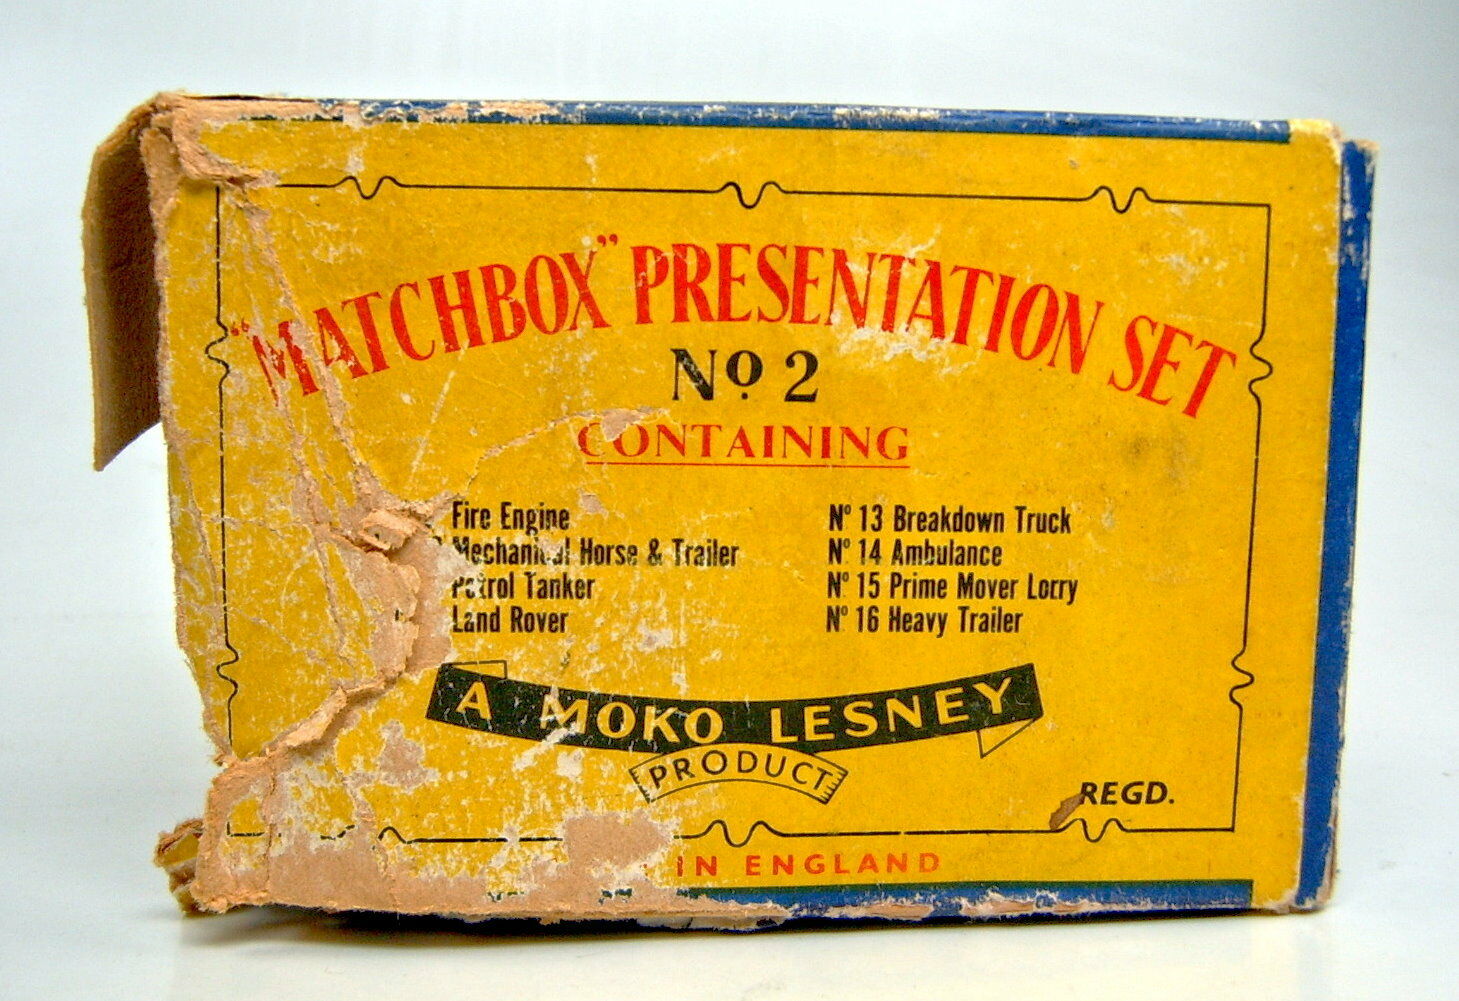 "MATCHBOX" PRESENTATION SET
Nº 2
CONTAINING
Fire Engine
Mechanical Horse & Trailer
Petrol Tanker
Land Rover
Nº 13 Breakdown Truck
Nº 14 Ambulance
Nº 15 Prime Mover Lorry
Nº 16 Heavy Trailer
A MOKO LESNEY
PRODUCT
REGD.
IN ENGLAND